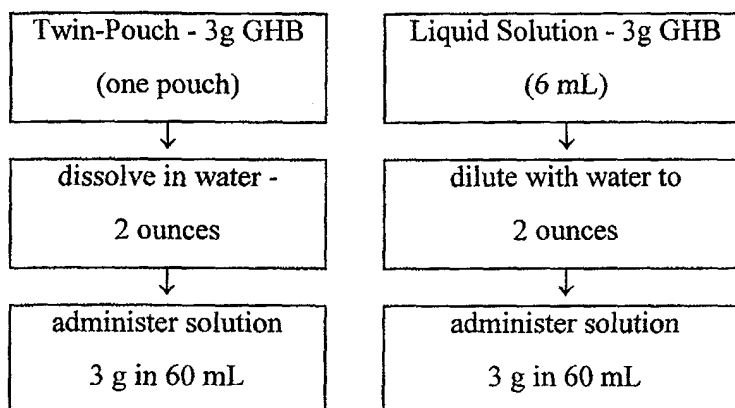 Twin-Pouch - 3g GHB
(one pouch)
dissolve in water -
2 ounces
administer solution
3 g in 60 mL
Liquid Solution - 3g GHB
(6 mL)
dilute with water to
2 ounces
administer solution
3 g in 60 mL